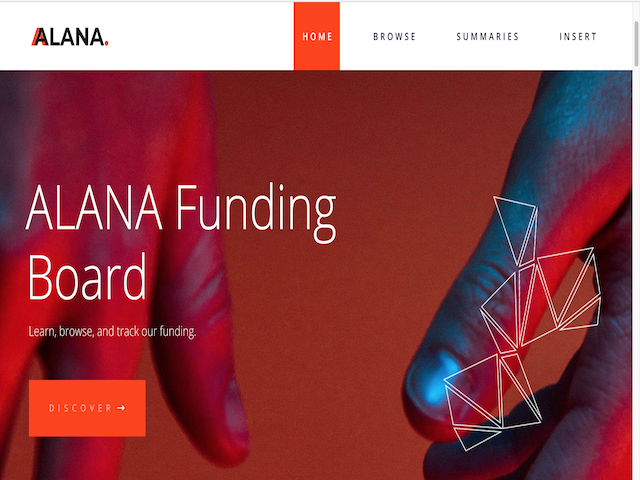 ALANA.
HOME
BROWSE
SUMMARIES
INSERT
ALANA Funding
Board
Learn, browse, and track our funding.
DISCOVER →